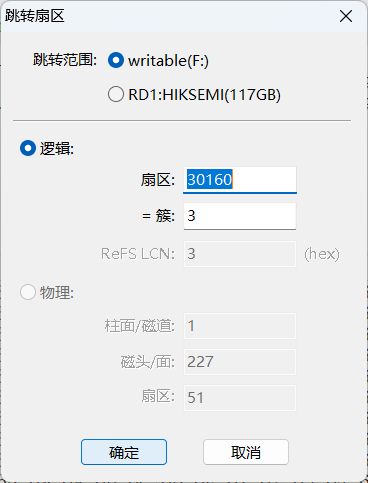 跳转扇区
跳转范围: writable(F:)
RD1:HIKSEMI(117GB)
逻辑:
扇区: 30160
= 簇: 3
ReFS LCN: 3 (hex)
物理:
柱面/磁道: 1
磁头/面: 227
扇区: 51
确定 取消